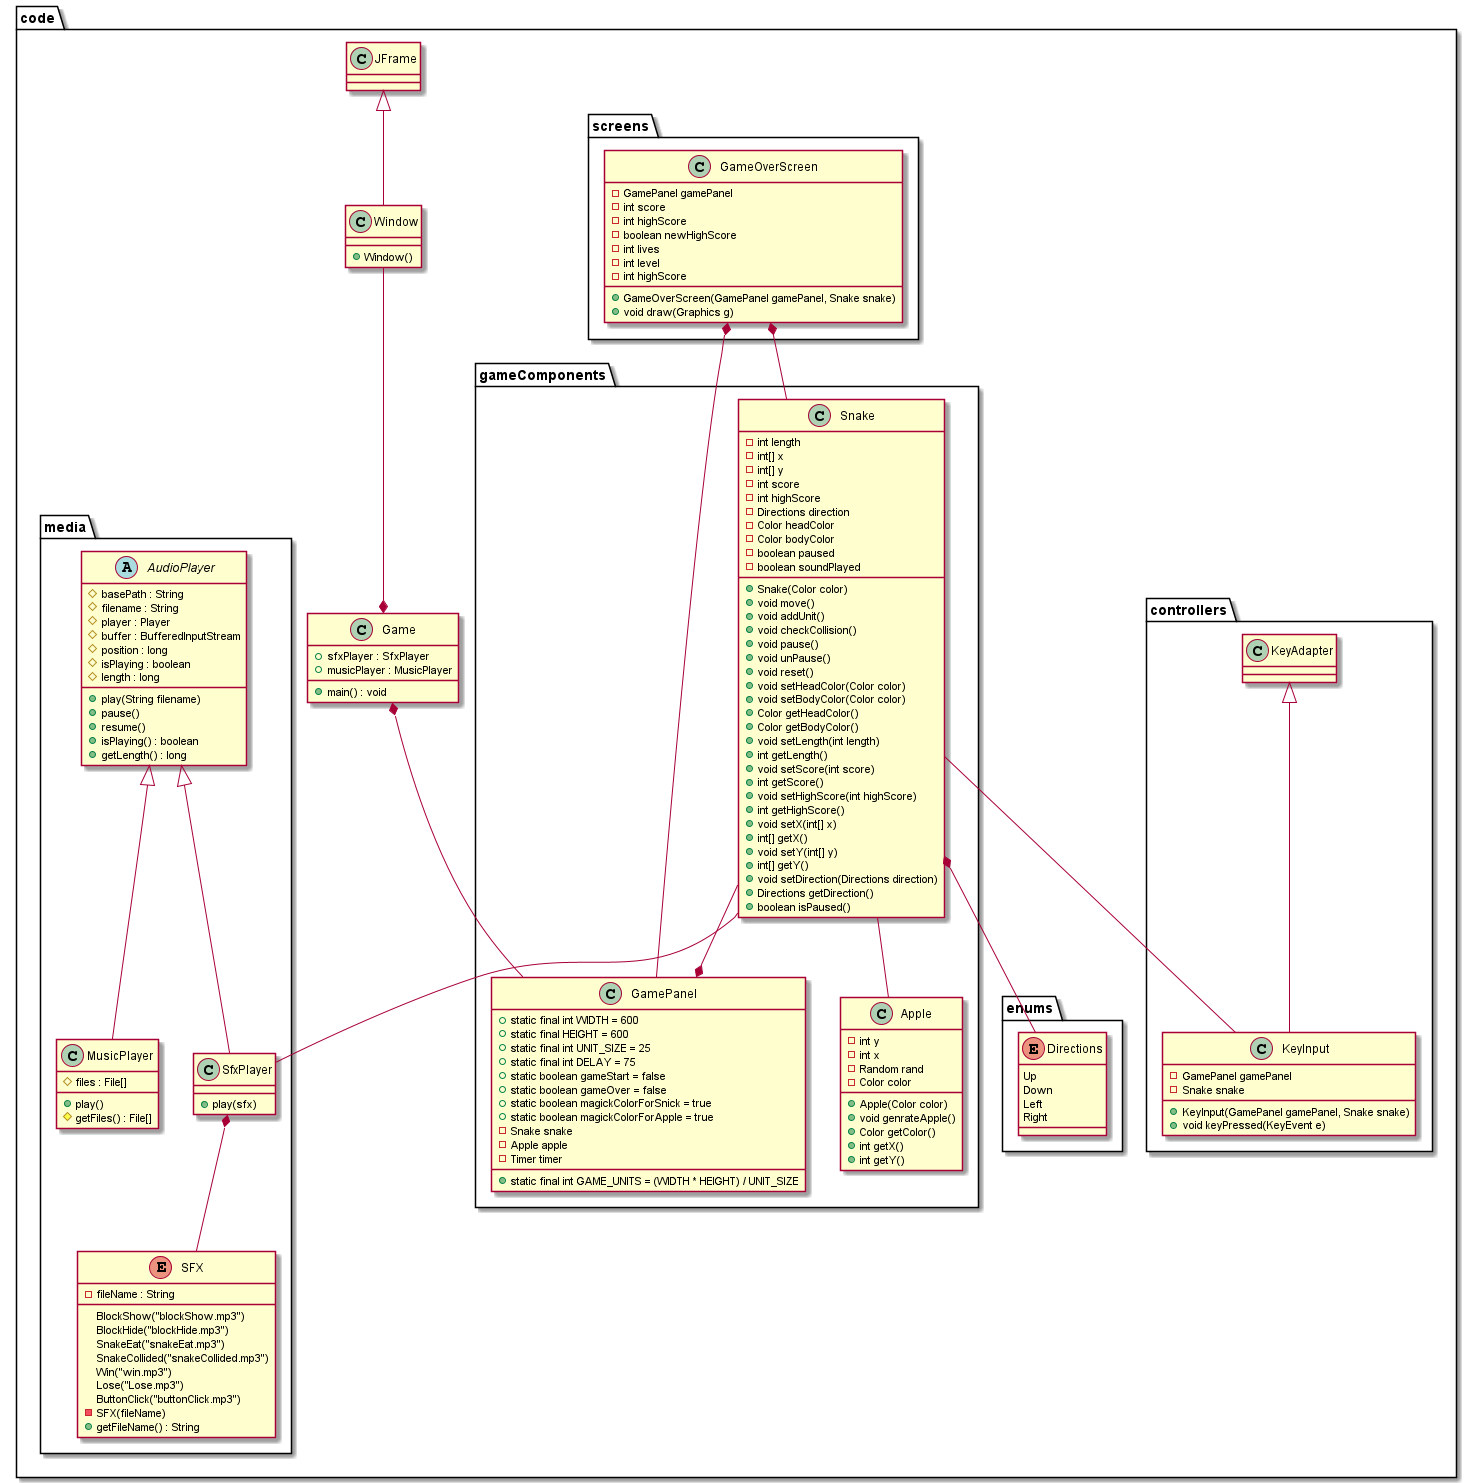 code
C JFrame
C Window
Window()
screens
C GameOverScreen
GamePanel gamePanel
int score
int highScore
boolean newHighScore
int lives
int level
int highScore
GameOverScreen(GamePanel gamePanel, Snake snake)
void draw(Graphics g)
gameComponents
C Snake
int length
int[] x
int[] y
int score
int highScore
Directions direction
Color headColor
Color bodyColor
boolean paused
boolean soundPlayed
Snake(Color color)
void move()
void addUnit()
void checkCollision()
void pause()
void unPause()
void reset()
void setHeadColor(Color color)
void setBodyColor(Color color)
Color getHeadColor()
Color getBodyColor()
void setLength(int length)
int getLength()
void setScore(int score)
int getScore()
void setHighScore(int highScore)
int getHighScore()
void setX(int[] x)
int[] getX()
void setY(int[] y)
int[] getY()
void setDirection(Directions direction)
Directions getDirection()
boolean isPaused()
media
A AudioPlayer
basePath : String
filename : String
player : Player
buffer : BufferedInputStream
position : long
isPlaying : boolean
length : long
play(String filename)
pause()
resume()
isPlaying() : boolean
getLength() : long
C Game
sfxPlayer : SfxPlayer
musicPlayer : MusicPlayer
main() : void
controllers
C KeyAdapter
C GamePanel
static final int WIDTH = 600
static final HEIGHT = 600
static final int UNIT_SIZE = 25
static final int DELAY = 75
static boolean gameStart = false
static boolean gameOver = false
static boolean magickColorForSnick = true
static boolean magickColorForApple = true
Snake snake
Apple apple
Timer timer
static final int GAME_UNITS = (WIDTH * HEIGHT) / UNIT_SIZE
C Apple
int y
int x
Random rand
Color color
Apple(Color color)
void genrateApple()
Color getColor()
int getX()
int getY()
enums
E Directions
Up
Down
Left
Right
C KeyInput
GamePanel gamePanel
Snake snake
KeyInput(GamePanel gamePanel, Snake snake)
void keyPressed(KeyEvent e)
C MusicPlayer
files : File[]
play()
getFiles() : File[]
C SfxPlayer
play(sfx)
E SFX
fileName : String
BlockShow("blockShow.mp3")
BlockHide("blockHide.mp3")
SnakeEat("snakeEat.mp3")
SnakeCollided("snakeCollided.mp3")
Win("win.mp3")
Lose("Lose.mp3")
ButtonClick("buttonClick.mp3")
SFX(fileName)
getFileName() : String